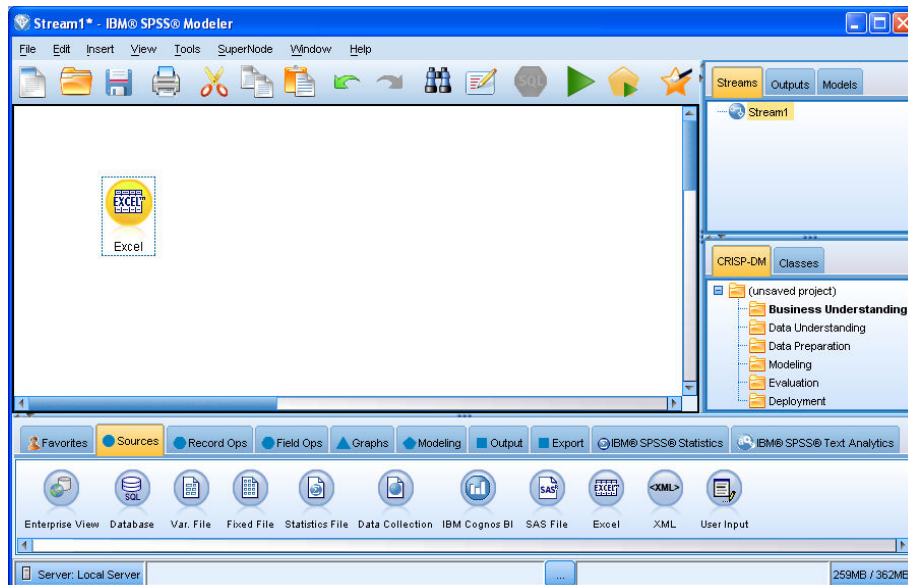 Stream1* - IBM® SPSS® Modeler
File Edit Insert View Tools SuperNode Window Help
SQL
Streams Outputs Models
Stream1
EXCEL
Excel
CRISP-DM Classes
(unsaved project)
Business Understanding
Data Understanding
Data Preparation
Modeling
Evaluation
Deployment
Favorites Sources Record Ops Field Ops Graphs Modeling Output Export IBM® SPSS® Statistics IBM® SPSS® Text Analytics
SQL SAS EXCEL <XML>
Enterprise View Database Var. File Fixed File Statistics File Data Collection IBM Cognos BI SAS File Excel XML User Input
Server: Local Server ... 259MB / 362MB